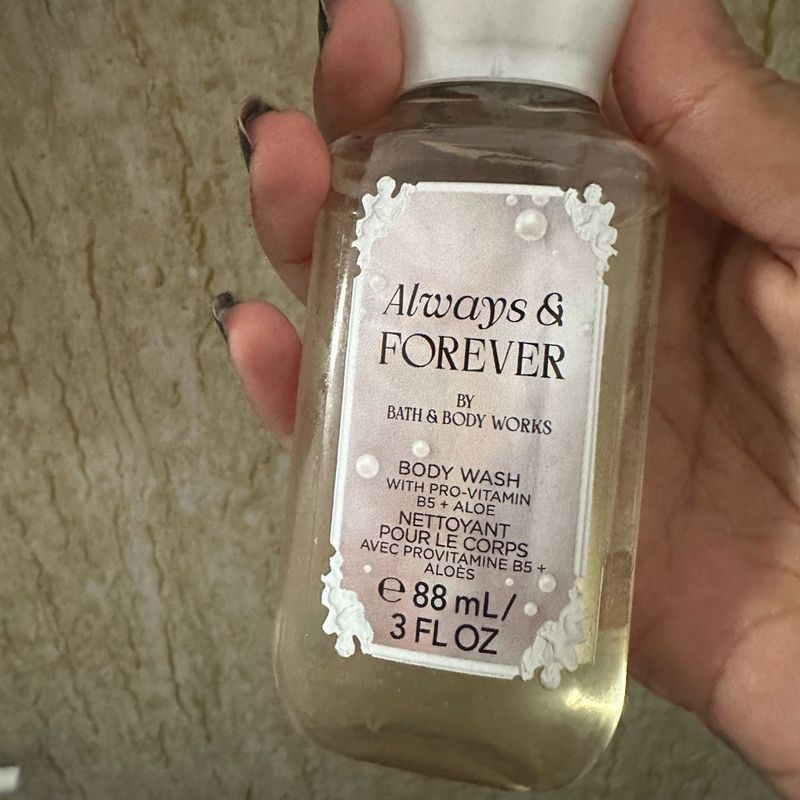 Always &
FOREVER
BY
BATH & BODY WORKS
BODY WASH
WITH PRO-VITAMIN
B5 + ALOE
NETTOYANT
POUR LE CORPS
AVEC PROVITAMINE B5 +
ALOÈS
℮ 88 mL/
3 FL OZ